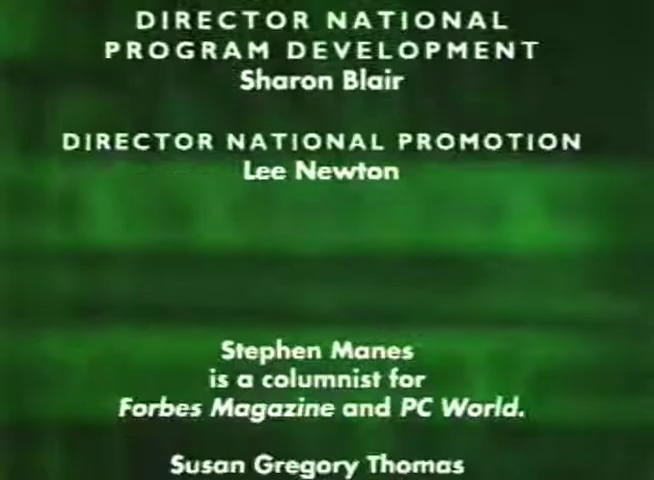 DIRECTOR NATIONAL
PROGRAM DEVELOPMENT
Sharon Blair
DIRECTOR NATIONAL PROMOTION
Lee Newton
Stephen Manes
is a columnist for
Forbes Magazine and PC World.
Susan Gregory Thomas